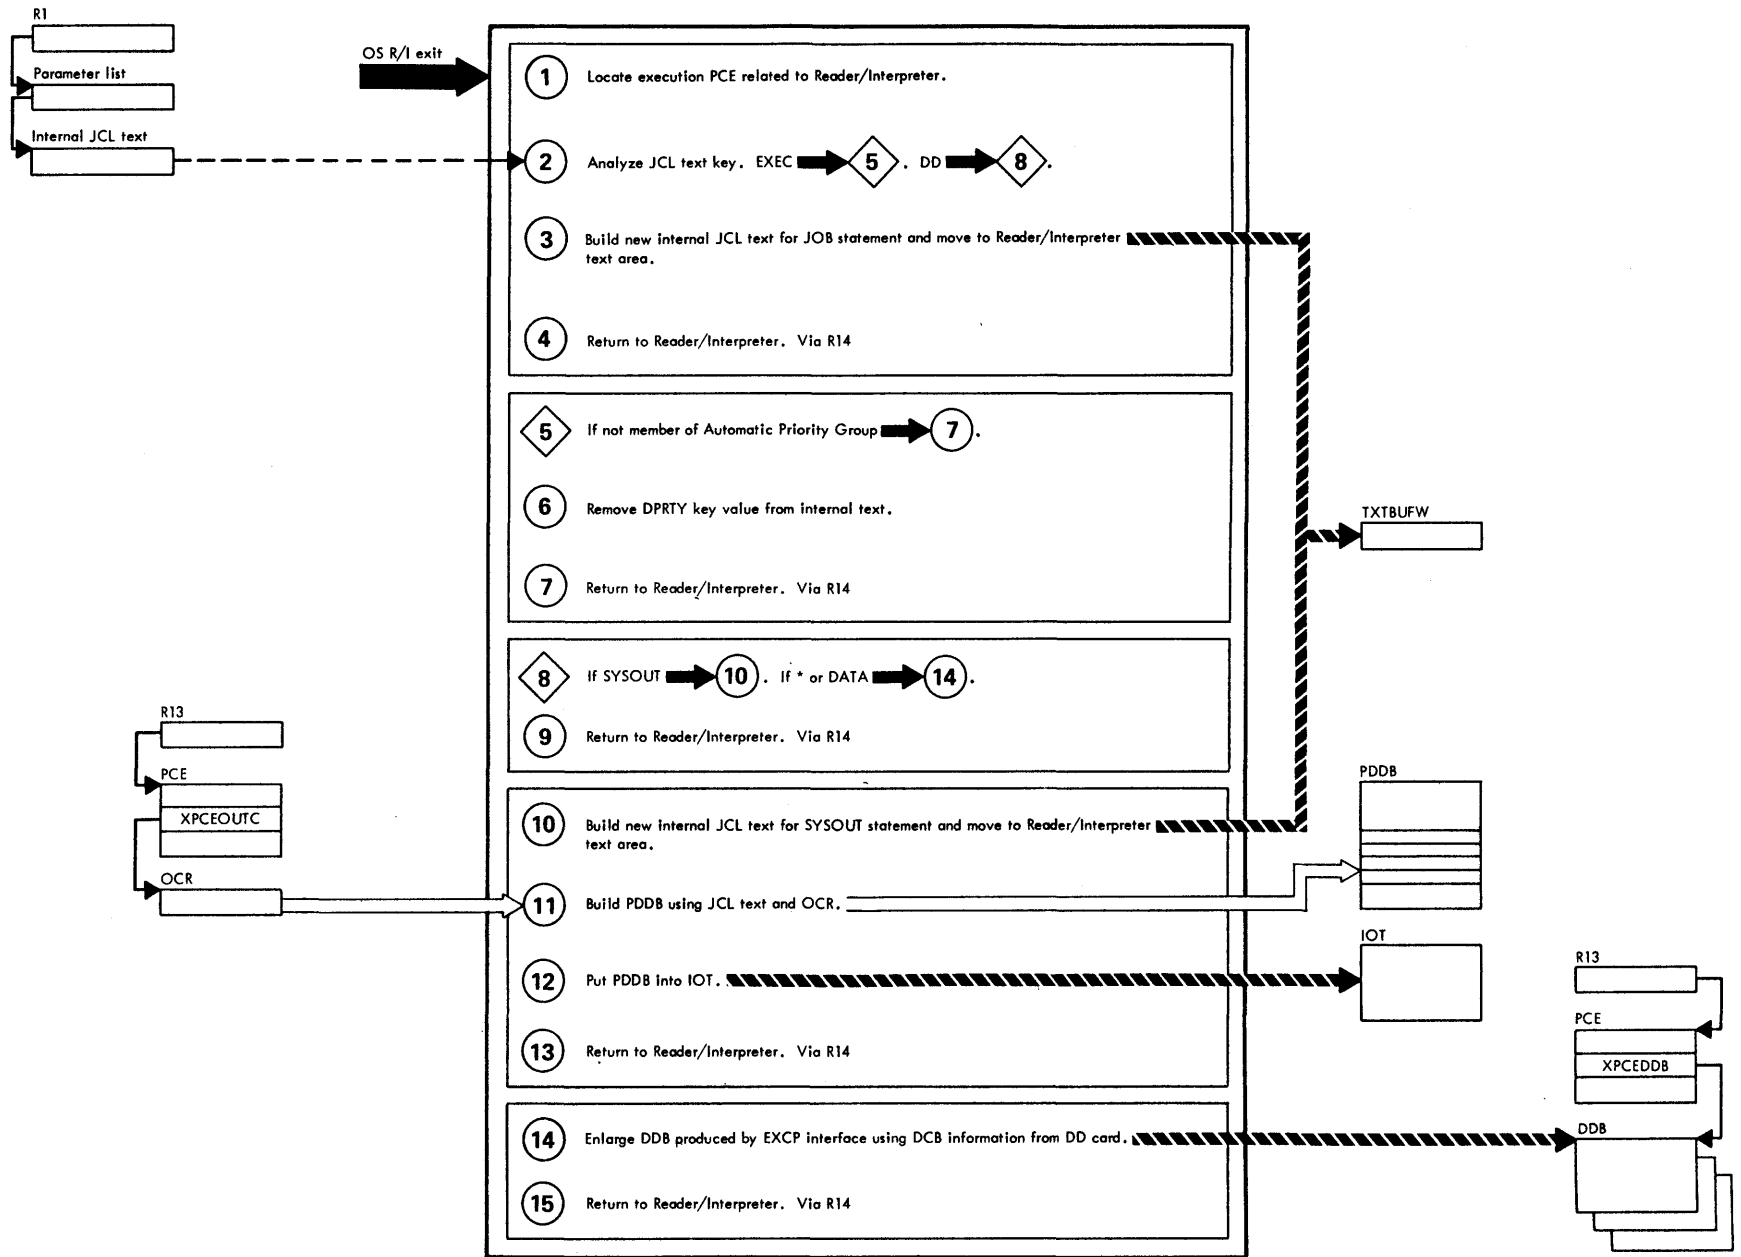 R1
Parameter list
Internal JCL text
OS R/I exit
1 Locate execution PCE related to Reader/Interpreter.
2 Analyze JCL text key. EXEC 5 . DD 8 .
3 Build new internal JCL text for JOB statement and move to Reader/Interpreter
text area.
4 Return to Reader/Interpreter. Via R14
5 If not member of Automatic Priority Group 7 .
6 Remove DPRTY key value from internal text.
7 Return to Reader/Interpreter. Via R14
TXTBUFW
8 If SYSOUT 10 . If * or DATA 14 .
9 Return to Reader/Interpreter. Via R14
R13
PCE
XPCEOUTC
OCR
10 Build new internal JCL text for SYSOUT statement and move to Reader/Interpreter
text area.
11 Build PDDB using JCL text and OCR.
12 Put PDDB into IOT.
13 Return to Reader/Interpreter. Via R14
PDDB
IOT
R13
PCE
XPCEDDB
DDB
14 Enlarge DDB produced by EXCP interface using DCB information from DD card.
15 Return to Reader/Interpreter. Via R14